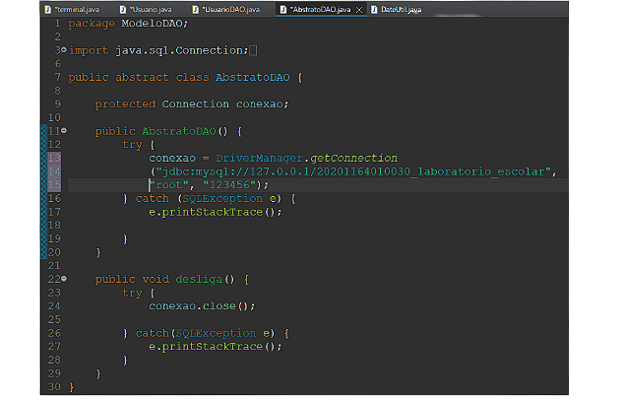 *terminal.java *Usuario.java *UsuarioDAO.java *AbstratoDAO.java DateUtil.java
1 package ModeloDAO;
2
3 import java.sql.Connection;
6
7 public abstract class AbstratoDAO {
8
9 protected Connection conexao;
10
11 public AbstratoDAO() {
12 try {
13 conexao = DriverManager.getConnection
14 ("jdbc:mysql://127.0.0.1/20201164010030_laboratorio_escolar",
15 "root", "123456");
16 } catch (SQLException e) {
17 e.printStackTrace();
18
19 }
20 }
21
22 public void desliga() {
23 try {
24 conexao.close();
25
26 } catch(SQLException e) {
27 e.printStackTrace();
28 }
29 }
30 }